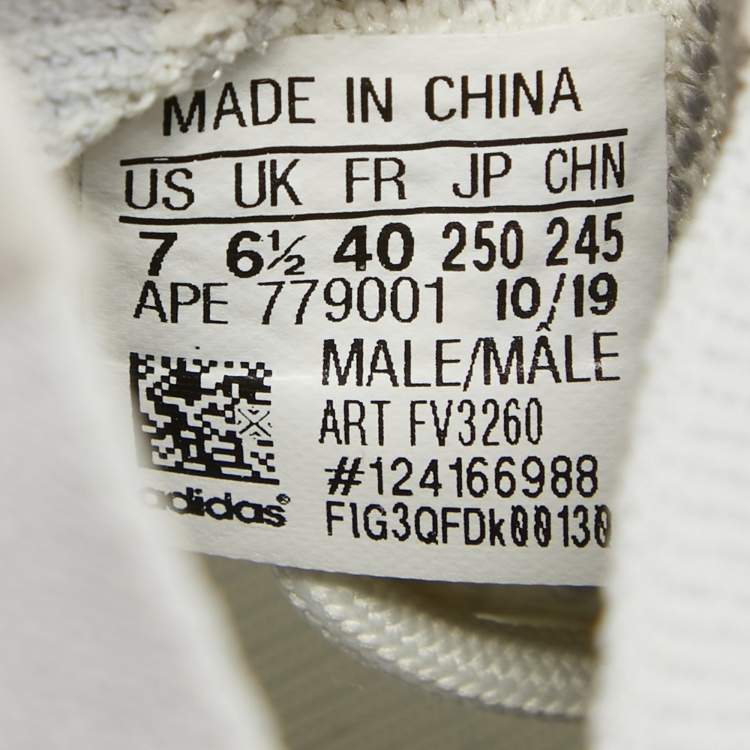 MADE IN CHINA
US UK FR JP CHN
7 6½ 40 250 245
APE 779001 10/19
MALE/MÂLE
ART FV3260
#124166988
adidas®